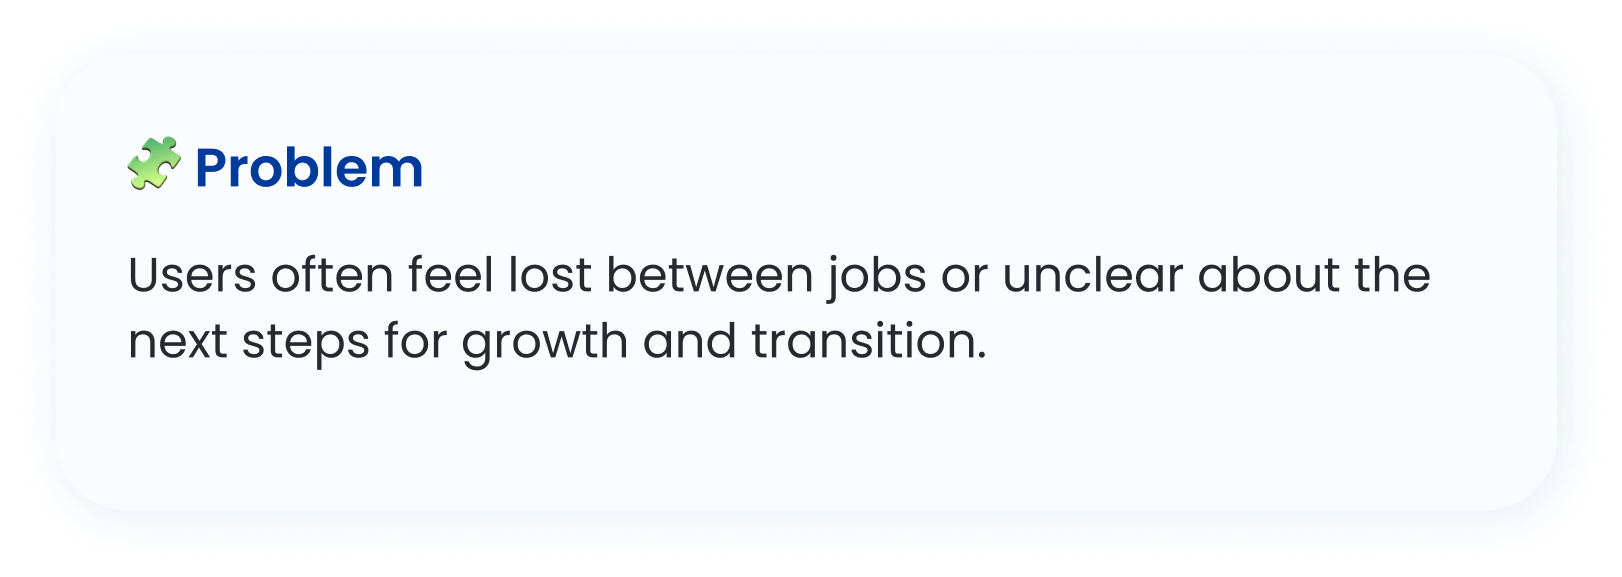 Problem
Users often feel lost between jobs or unclear about the
next steps for growth and transition.